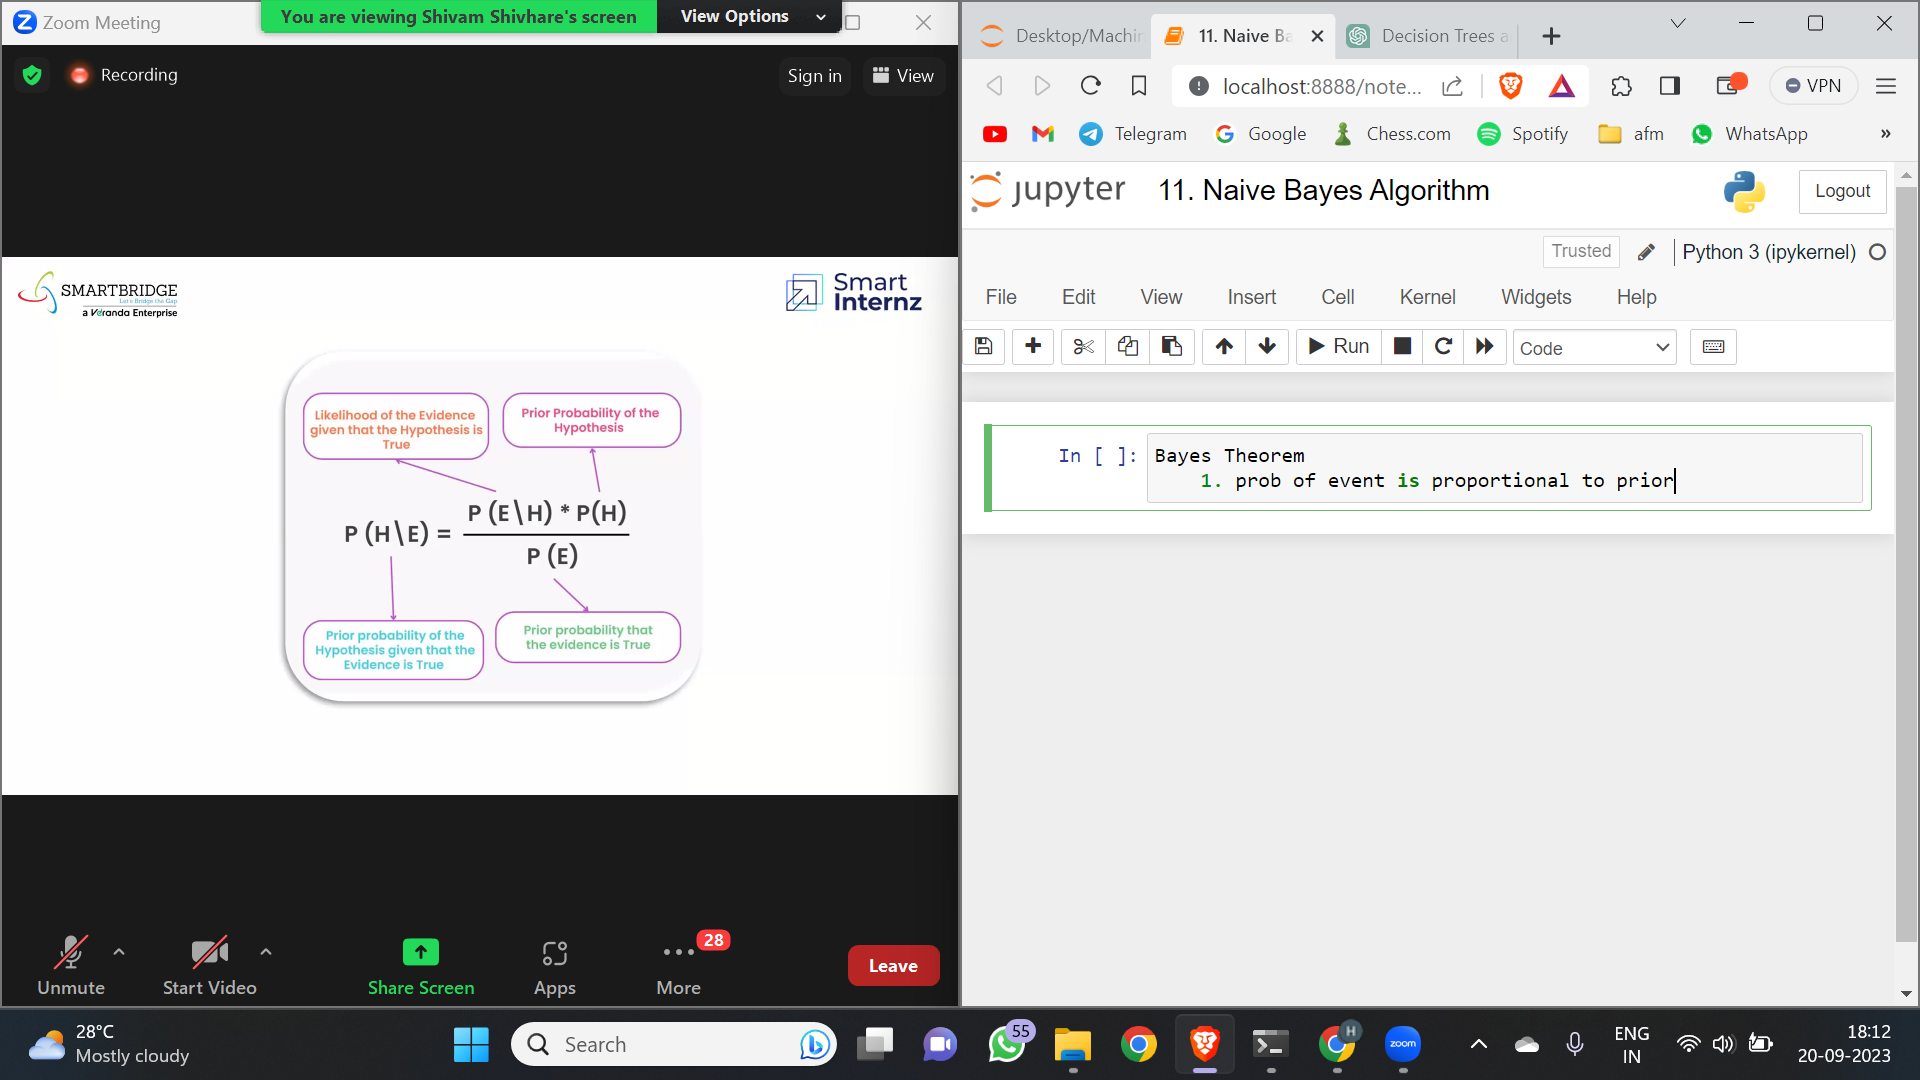 Zoom Meeting
You are viewing Shivam Shivhare's screen
View Options
Recording
Sign in
View
SMARTBRIDGE
Let's Bridge the Gap
a Veranda Enterprise
Smart
Internz
Likelihood of the Evidence
given that the Hypothesis is
True
Prior Probability of the
Hypothesis
P (E\H) * P(H)
P (H\E) =
P (E)
Prior probability of the
Hypothesis given that the
Evidence is True
Prior probability that
the evidence is True
Unmute
Start Video
Share Screen
Apps
28
More
Leave
Desktop/Machin
11. Naive Ba
Decision Trees a
localhost:8888/note...
VPN
Telegram
Google
Chess.com
Spotify
afm
WhatsApp
»
jupyter
11. Naive Bayes Algorithm
Logout
Trusted
Python 3 (ipykernel)
File Edit View Insert Cell Kernel Widgets Help
Run
Code
In [ ]: Bayes Theorem
1. prob of event is proportional to prior
28°C
Mostly cloudy
Search
55
H
zoom
ENG
IN
18:12
20-09-2023